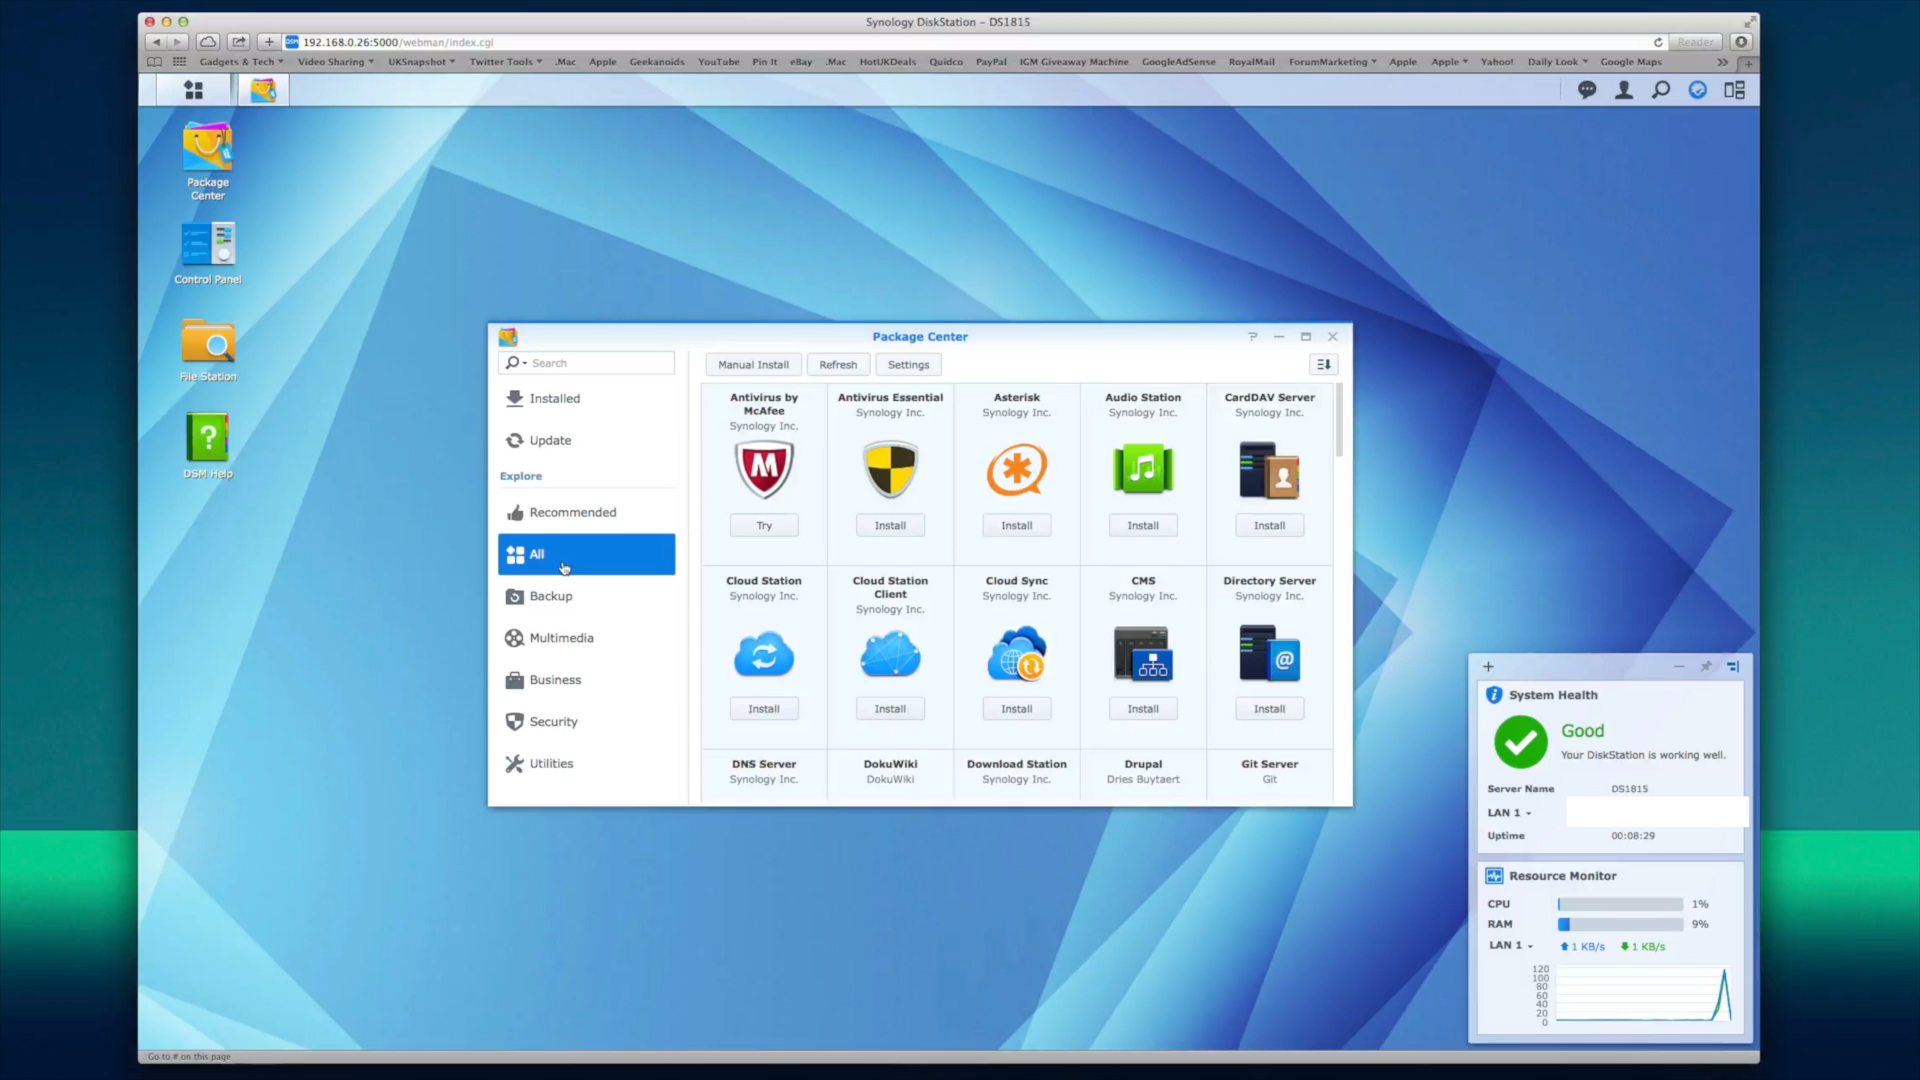 Synology DiskStation – DS1815
192.168.0.26:5000/webman/index.cgi
Reader
Gadgets & Tech Video Sharing UKSnapshot Twitter Tools .Mac Apple Geekanoids YouTube Pin It eBay .Mac HotUKDeals Quidco PayPal IGM Giveaway Machine GoogleAdSense RoyalMail ForumMarketing Apple Apple Yahoo! Daily Look Google Maps
Package
Center
Control Panel
File Station
DSM Help
Package Center
Search
Manual Install Refresh Settings
Installed
Update
Explore
Recommended
All
Backup
Multimedia
Business
Security
Utilities
Antivirus by
McAfee
Synology Inc.
Try
Antivirus Essential
Synology Inc.
Install
Asterisk
Synology Inc.
Install
Audio Station
Synology Inc.
Install
CardDAV Server
Synology Inc.
Install
Cloud Station
Synology Inc.
Install
Cloud Station
Client
Synology Inc.
Install
Cloud Sync
Synology Inc.
Install
CMS
Synology Inc.
Install
Directory Server
Synology Inc.
Install
DNS Server
Synology Inc.
DokuWiki
DokuWiki
Download Station
Synology Inc.
Drupal
Dries Buytaert
Git Server
Git
System Health
Good
Your DiskStation is working well.
Server Name DS1815
LAN 1
Uptime 00:08:29
Resource Monitor
CPU 1%
RAM 9%
LAN 1 1 KB/s 1 KB/s
120
100
80
60
40
20
0
Go to # on this page